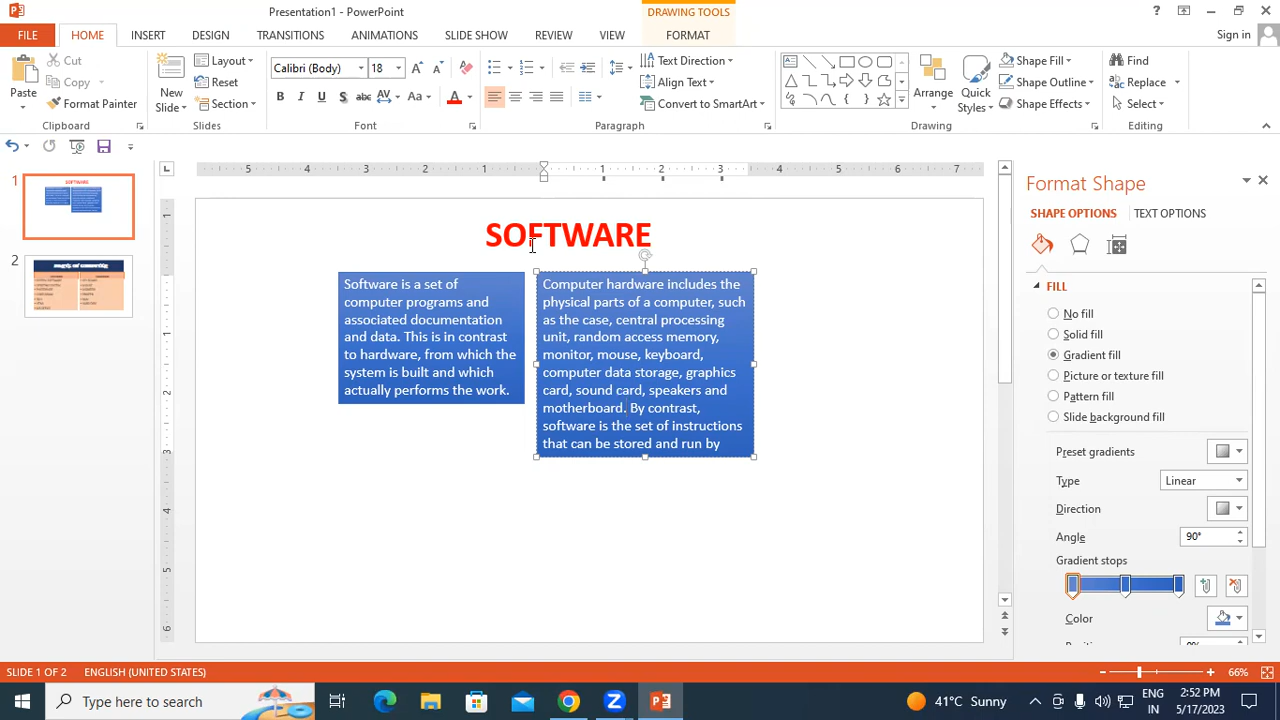 Presentation1 - PowerPoint
DRAWING TOOLS
FILE HOME INSERT DESIGN TRANSITIONS ANIMATIONS SLIDE SHOW REVIEW VIEW FORMAT
Sign in
Paste
Cut
Copy
Format Painter
Clipboard
New Slide
Layout
Reset
Section
Slides
Calibri (Body) 18
B I U S abc AV Aa A
Font
Text Direction
Align Text
Convert to SmartArt
Paragraph
Arrange
Quick Styles
Shape Fill
Shape Outline
Shape Effects
Drawing
Find
Replace
Select
Editing
1
2
SOFTWARE
Software is a set of
computer programs and
associated documentation
and data. This is in contrast
to hardware, from which the
system is built and which
actually performs the work.
Computer hardware includes the
physical parts of a computer, such
as the case, central processing
unit, random access memory,
monitor, mouse, keyboard,
computer data storage, graphics
card, sound card, speakers and
motherboard. By contrast,
software is the set of instructions
that can be stored and run by
Format Shape
SHAPE OPTIONS TEXT OPTIONS
FILL
No fill
Solid fill
Gradient fill
Picture or texture fill
Pattern fill
Slide background fill
Preset gradients
Type Linear
Direction
Angle 90°
Gradient stops
Color
SLIDE 1 OF 2 ENGLISH (UNITED STATES)
66%
Type here to search
41°C Sunny
ENG
IN
2:52 PM
5/17/2023